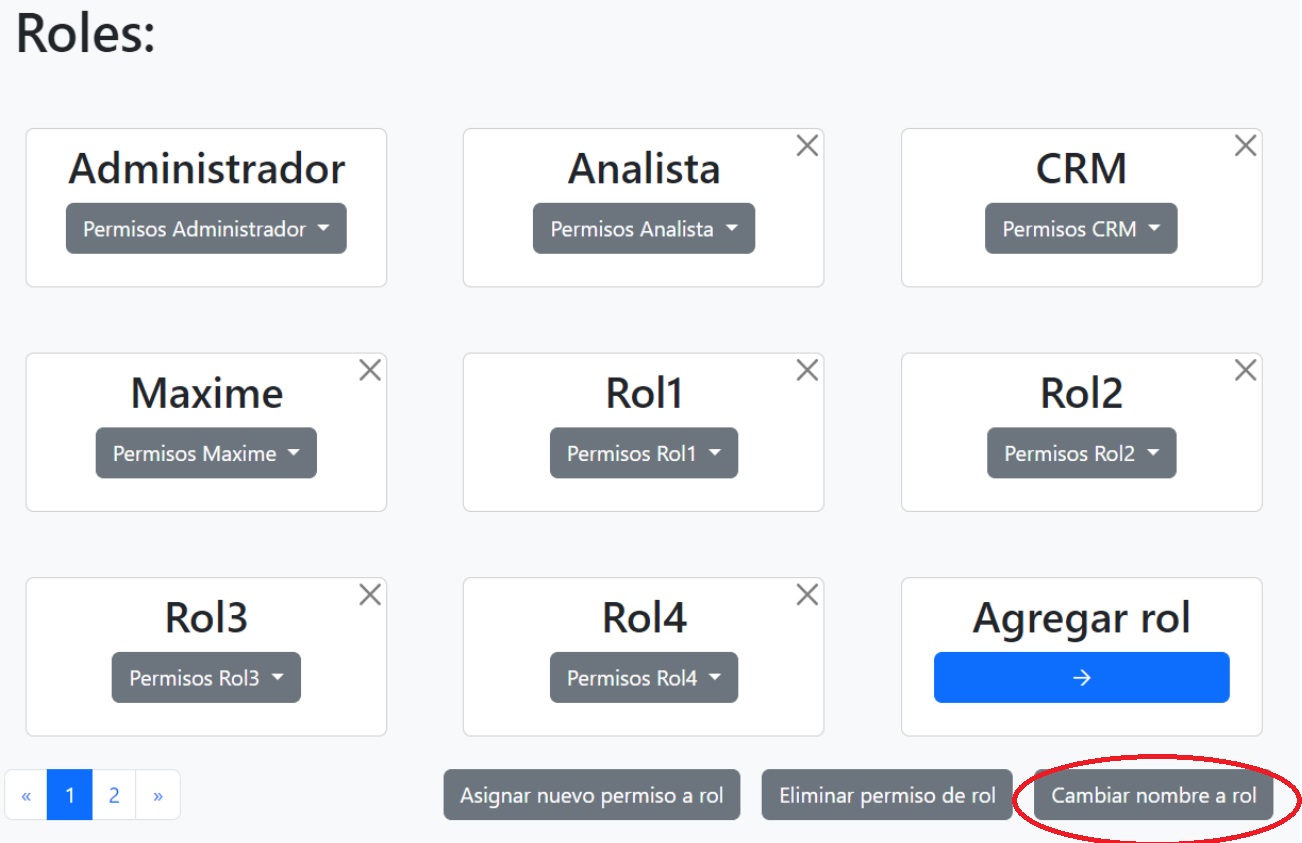 Roles:
Administrador
Analista
CRM
Permisos Administrador
Permisos Analista
Permisos CRM
Maxime
Rol1
Rol2
Permisos Maxime
Permisos Rol1
Permisos Rol2
Rol3
Rol4
Agregar rol
Permisos Rol3
Permisos Rol4
« 1 2 »
Asignar nuevo permiso a rol
Eliminar permiso de rol
Cambiar nombre a rol